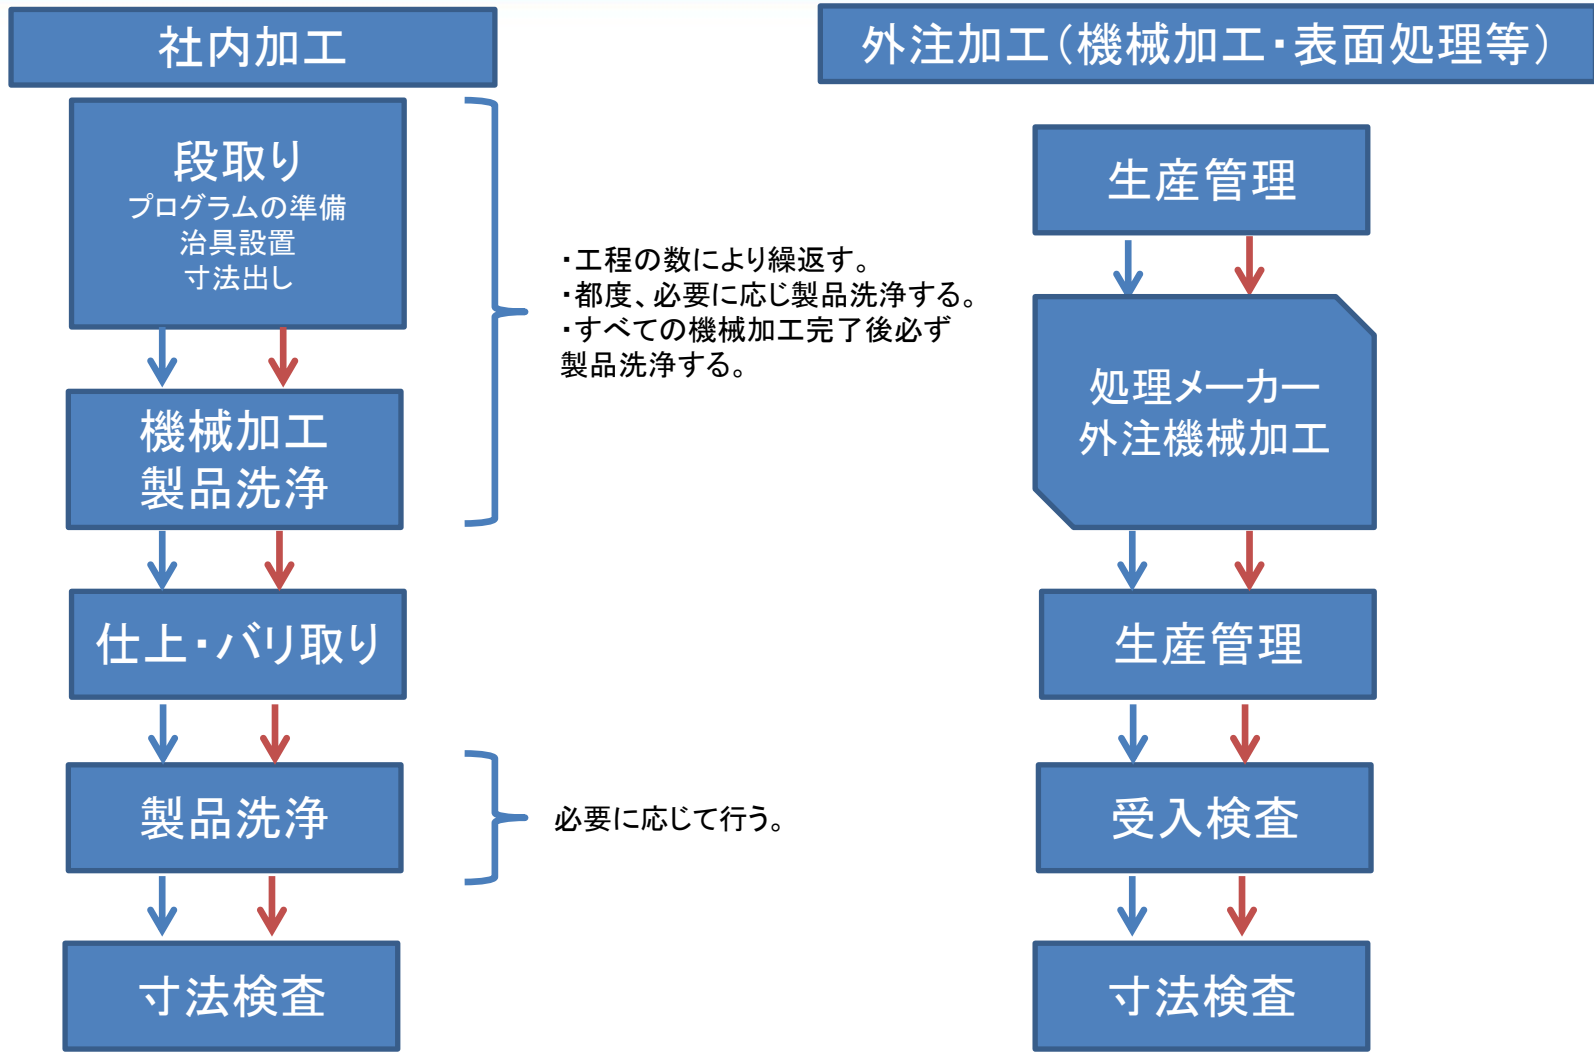 社内加工
段取り
プログラムの準備
治具設置
寸法出し
機械加工
製品洗浄
・工程の数により繰返す。
・都度、必要に応じ製品洗浄する。
・すべての機械加工完了後必ず
製品洗浄する。
仕上・バリ取り
製品洗浄
必要に応じて行う。
寸法検査
外注加工（機械加工・表面処理等）
生産管理
処理メーカー
外注機械加工
生産管理
受入検査
寸法検査